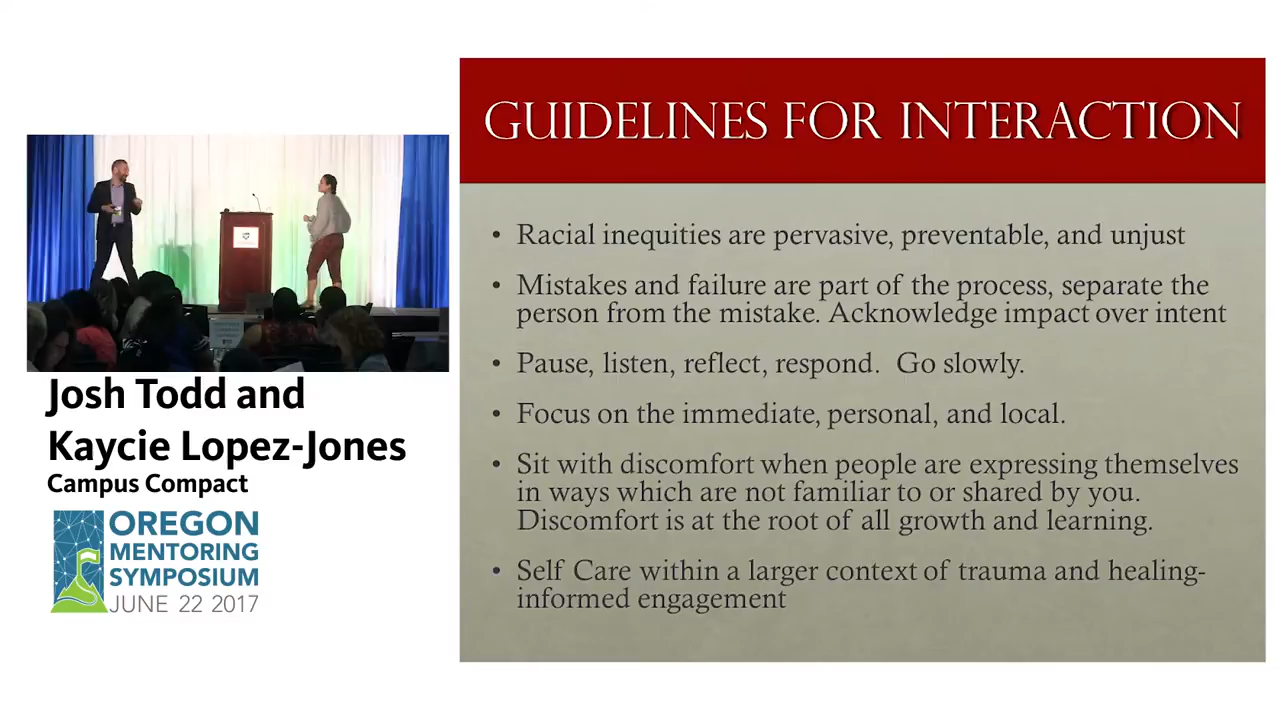 GUIDELINES FOR INTERACTION
• Racial inequities are pervasive, preventable, and unjust
• Mistakes and failure are part of the process, separate the
person from the mistake. Acknowledge impact over intent
• Pause, listen, reflect, respond.  Go slowly.
• Focus on the immediate, personal, and local.
• Sit with discomfort when people are expressing themselves
in ways which are not familiar to or shared by you.
Discomfort is at the root of all growth and learning.
• Self Care within a larger context of trauma and healing-
informed engagement
Josh Todd and
Kaycie Lopez-Jones
Campus Compact
OREGON
MENTORING
SYMPOSIUM
JUNE 22 2017